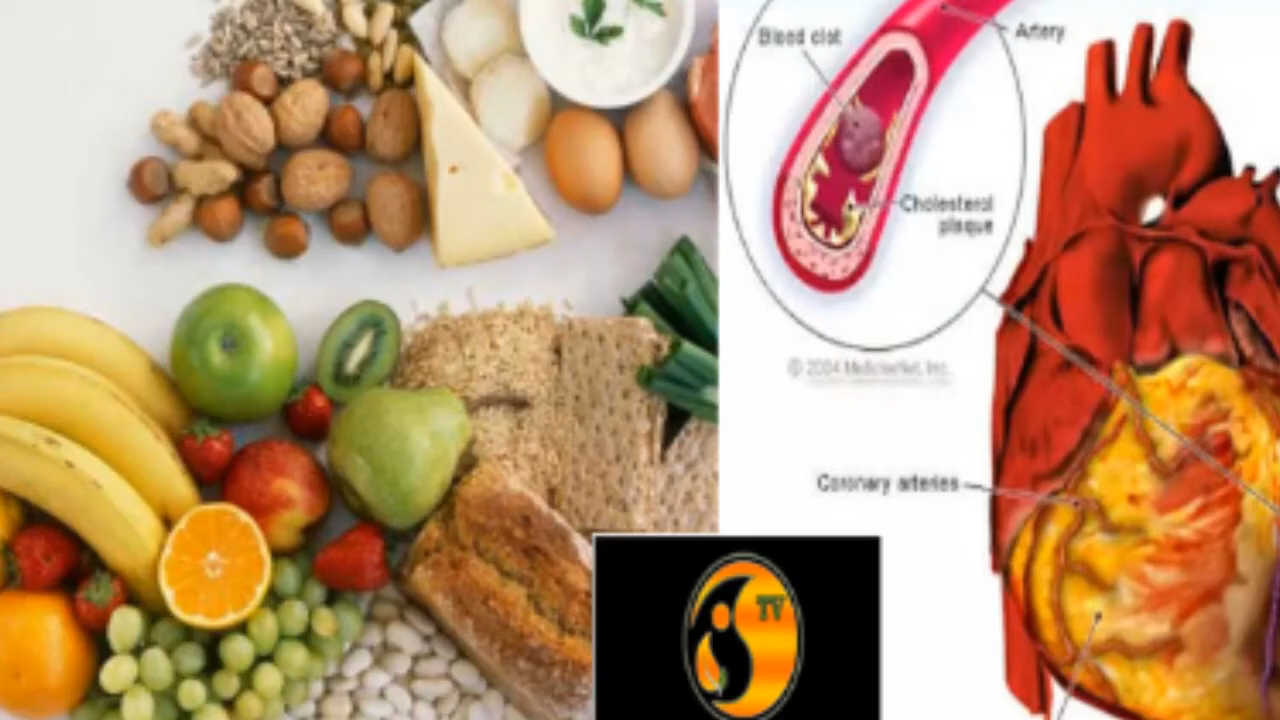 Blood clot
Artery
Cholesterol
plaque
© 2004 MedicineNet, Inc.
Coronary arteries
TV